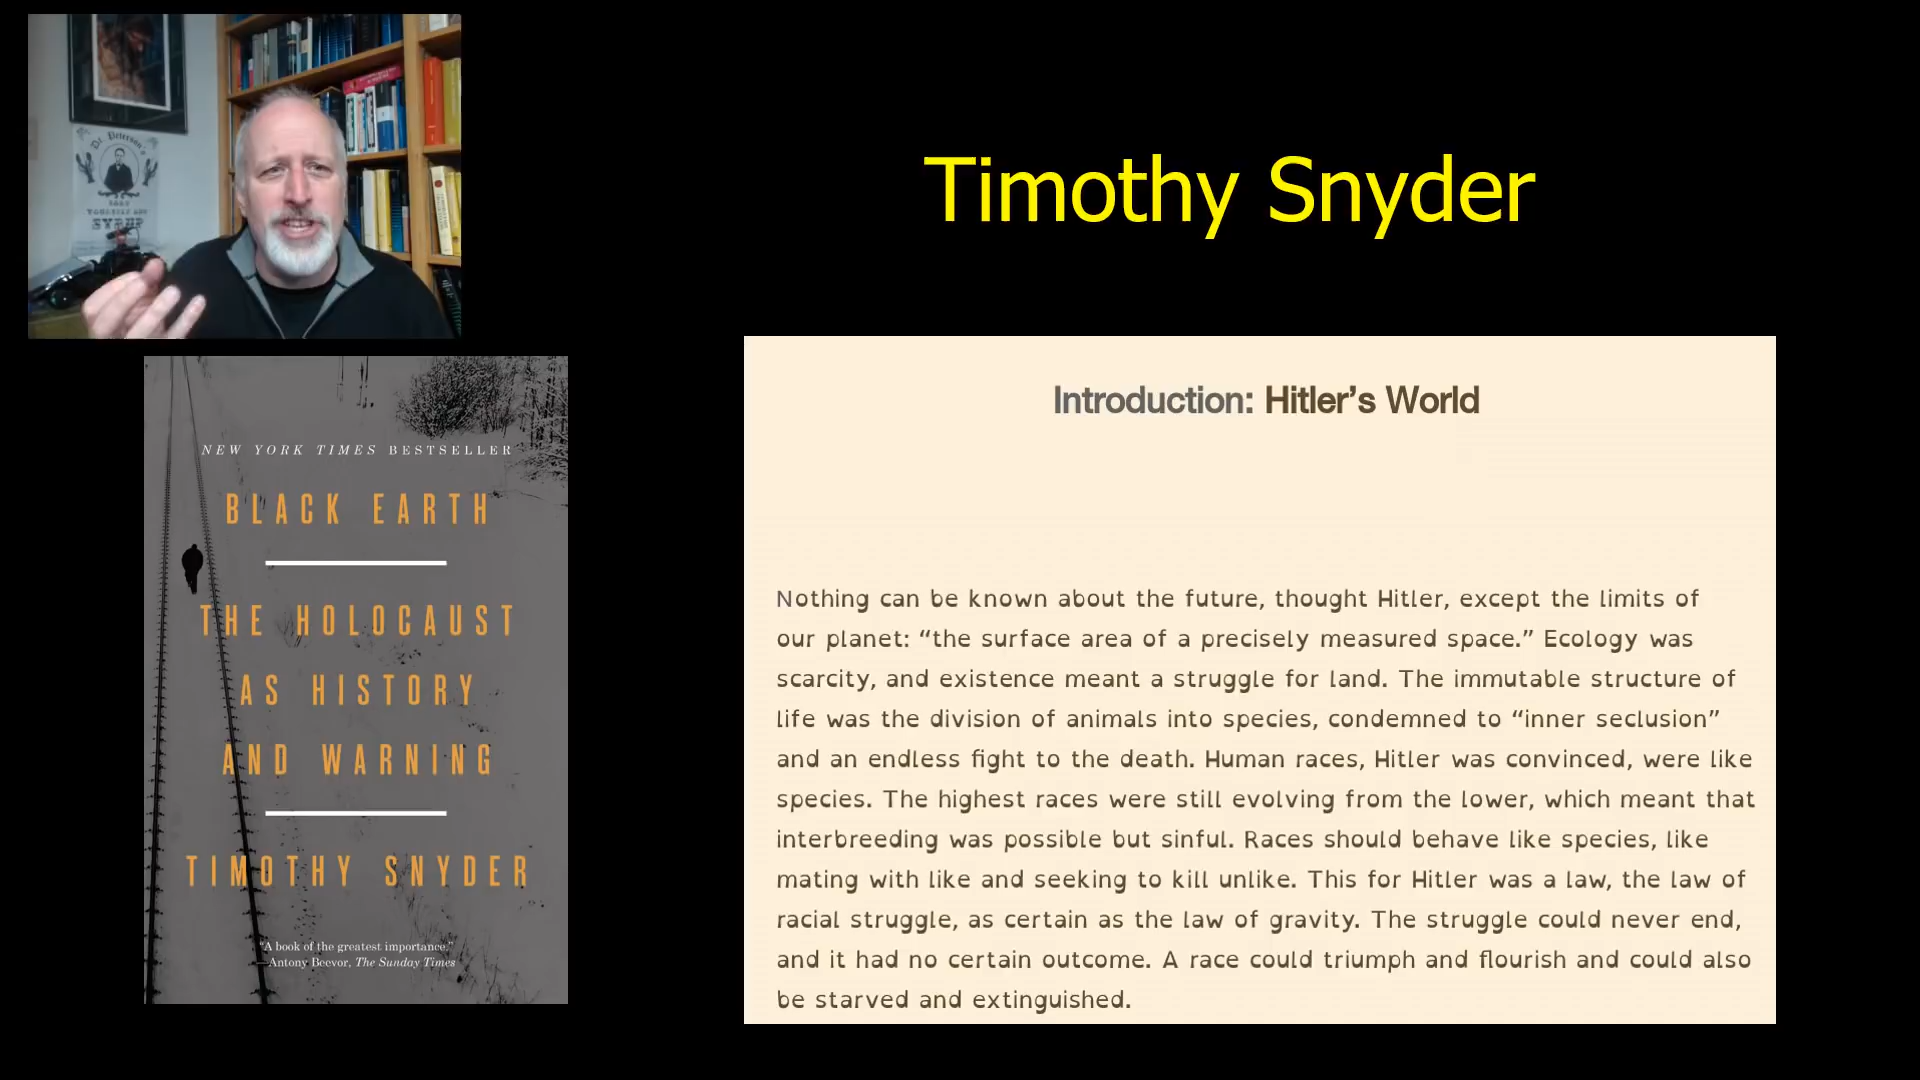 Dr. Peterson's
SYRUP
Timothy Snyder
NEW YORK TIMES BESTSELLER
BLACK EARTH
THE HOLOCAUST
AS HISTORY
AND WARNING
TIMOTHY SNYDER
“A book of the greatest importance.”
—Antony Beevor, The Sunday Times
Introduction: Hitler’s World
Nothing can be known about the future, thought Hitler, except the limits of
our planet: “the surface area of a precisely measured space.” Ecology was
scarcity, and existence meant a struggle for land. The immutable structure of
life was the division of animals into species, condemned to “inner seclusion”
and an endless fight to the death. Human races, Hitler was convinced, were like
species. The highest races were still evolving from the lower, which meant that
interbreeding was possible but sinful. Races should behave like species, like
mating with like and seeking to kill unlike. This for Hitler was a law, the law of
racial struggle, as certain as the law of gravity. The struggle could never end,
and it had no certain outcome. A race could triumph and flourish and could also
be starved and extinguished.